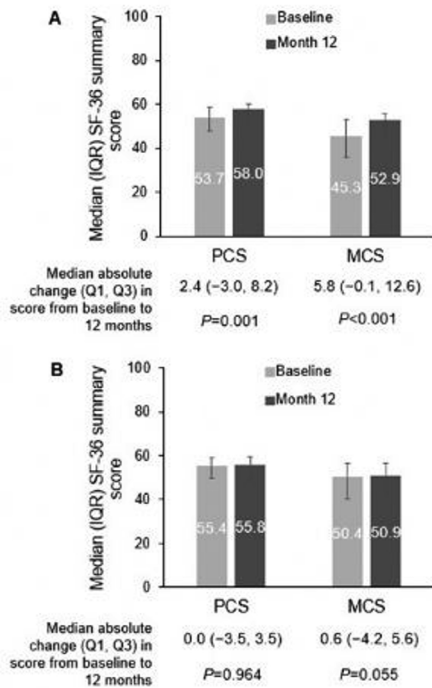 A
Baseline
Month 12
Median (IQR) SF-36 summary
score
100
80
60
40
20
0
53.7
58.0
45.3
52.9
PCS
MCS
Median absolute
change (Q1, Q3) in
score from baseline to
12 months
2.4 (−3.0, 8.2)
5.8 (−0.1, 12.6)
P=0.001
P<0.001
B
Baseline
Month 12
Median (IQR) SF-36 summary
score
100
80
60
40
20
0
55.4
55.8
50.4
50.9
PCS
MCS
Median absolute
change (Q1, Q3) in
score from baseline to
12 months
0.0 (−3.5, 3.5)
0.6 (−4.2, 5.6)
P=0.964
P=0.055